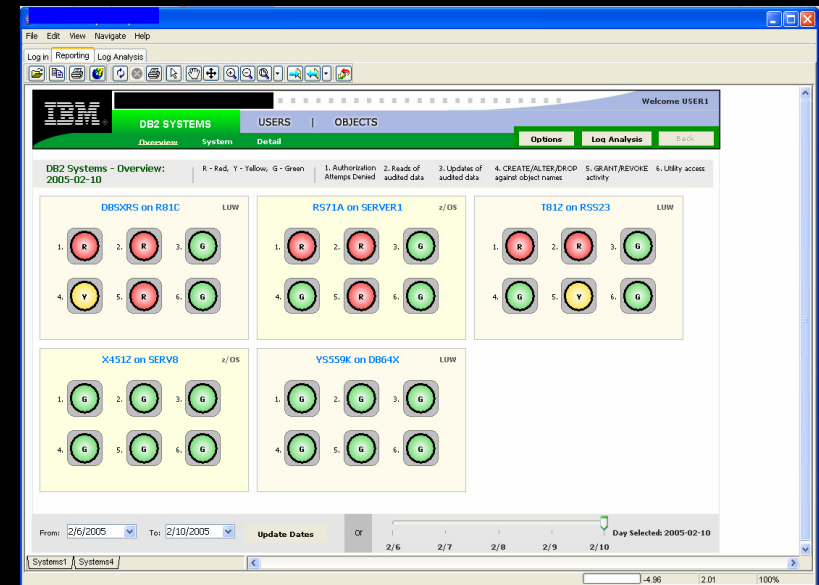 File Edit View Navigate Help
Log in Reporting Log Analysis
IBM
Welcome USER1
DB2 SYSTEMS USERS | OBJECTS
Overview System Detail
Options Log Analysis Back
DB2 Systems - Overview:
2005-02-10
R - Red, Y - Yellow, G - Green
1. Authorization
Attemps Denied
2. Reads of
audited data
3. Updates of
audited data
4. CREATE/ALTER/DROP
against object names
5. GRANT/REVOKE
activity
6. Utility access
DBSXRS on R81C LUW
1. R 2. R 3. G
4. Y 5. R 6. G
RS71A on SERVER1 z/OS
1. R 2. R 3. G
4. G 5. R 6. G
T81Z on RSS23 LUW
1. R 2. R 3. G
4. G 5. Y 6. G
X451Z on SERV8 z/OS
1. G 2. G 3. G
4. G 5. G 6. G
YS559K on DB64X LUW
1. G 2. G 3. G
4. G 5. G 6. G
From: 2/6/2005 To: 2/10/2005 Update Dates
Or
2/6 2/7 2/8 2/9 2/10
Day Selected: 2005-02-10
Systems1 Systems4
-4.96 2.01 100%